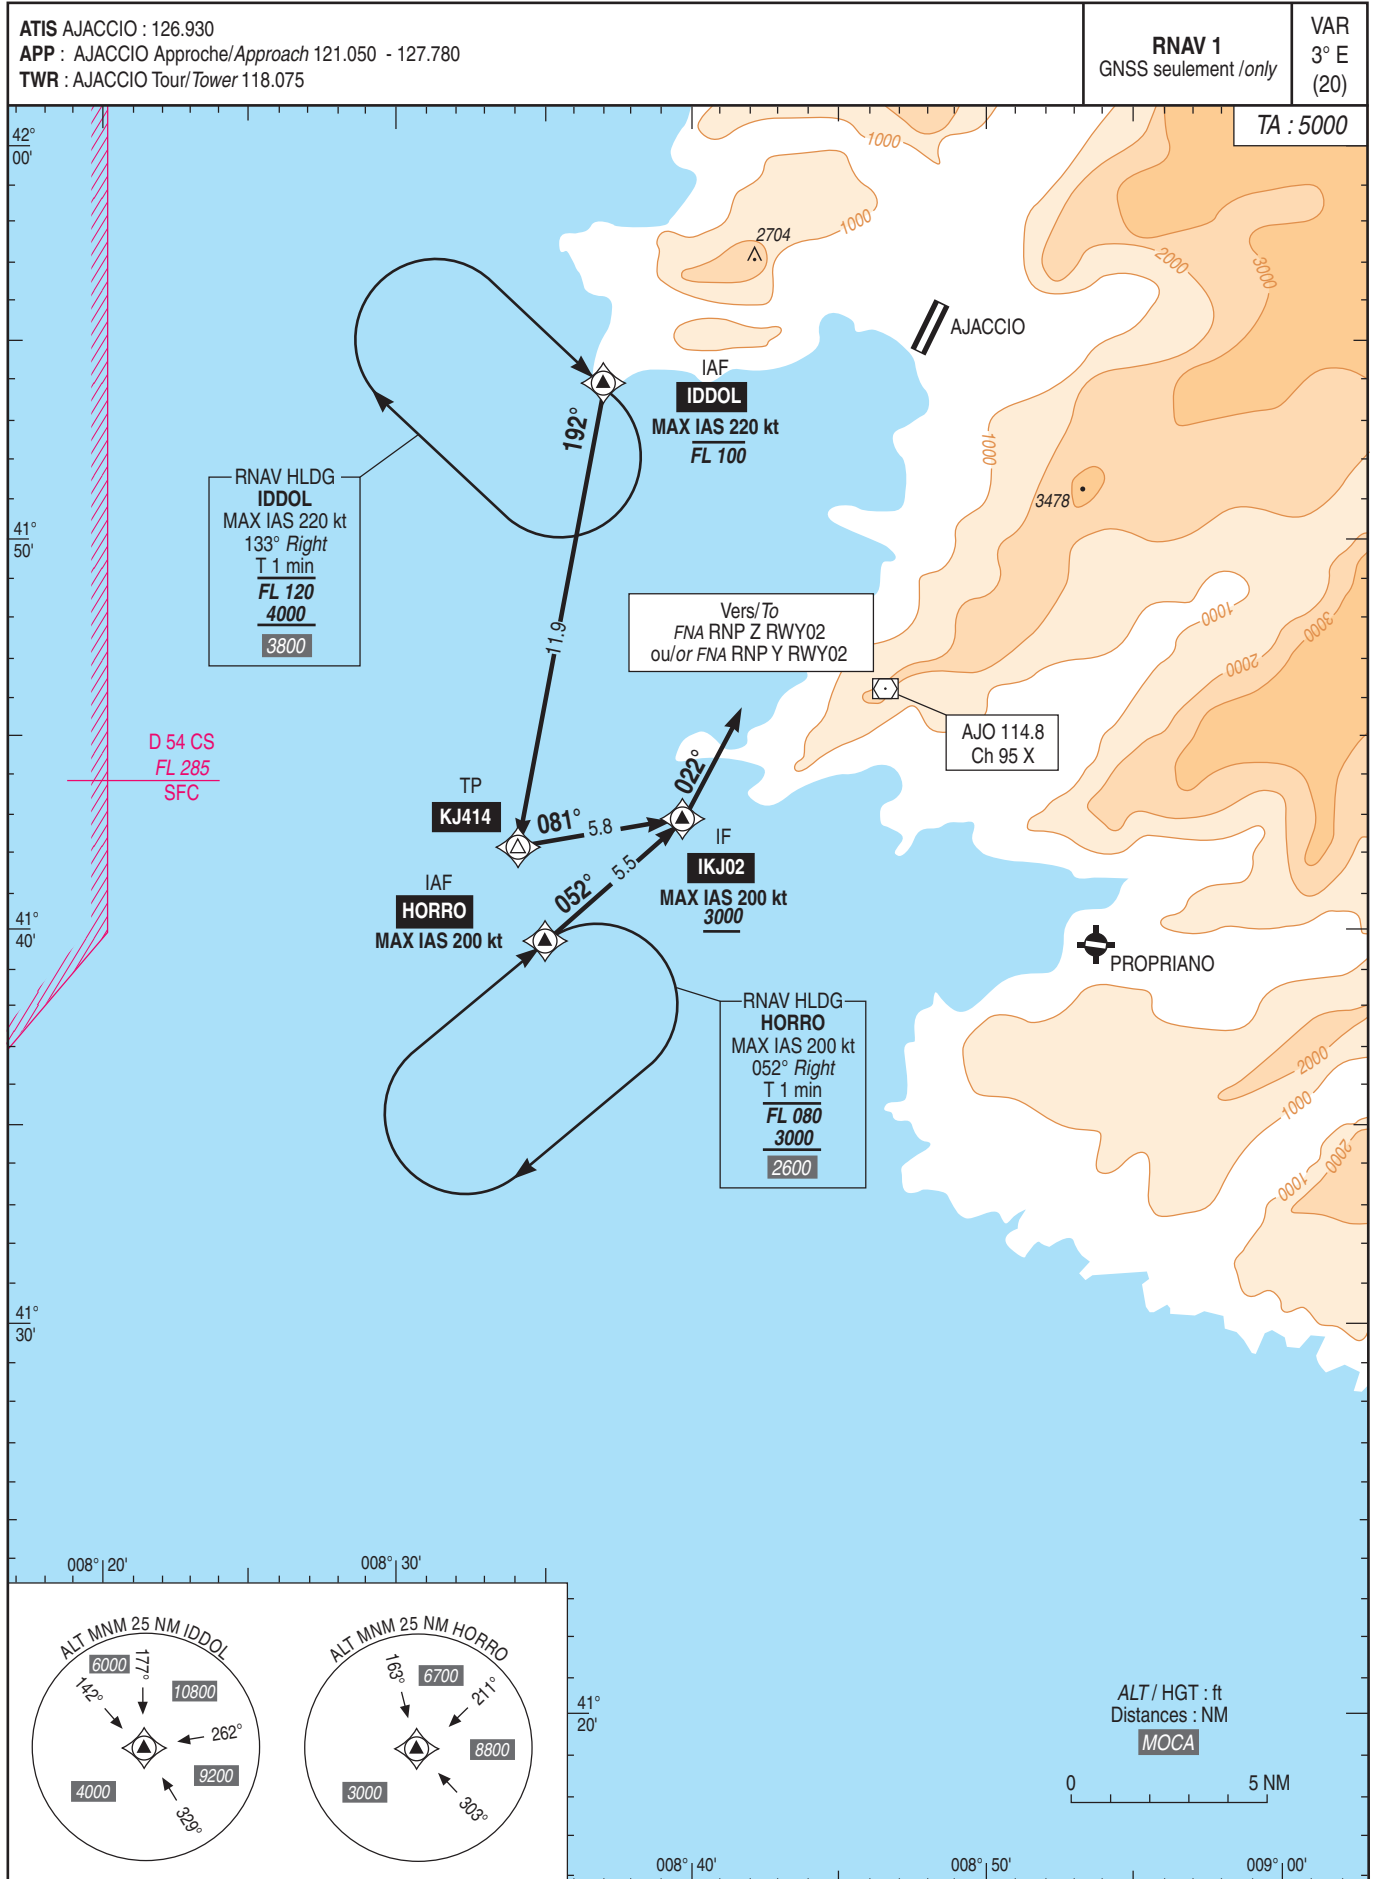 ATIS AJACCIO : 126.930
APP : AJACCIO Approche/Approach 121.050 - 127.780
TWR : AJACCIO Tour/Tower 118.075
RNAV 1
GNSS seulement /only
VAR
3° E
(20)
TA : 5000
42°
00'
1000
1000
2704
2000
3000
AJACCIO
IAF
IDDOL
MAX IAS 220 kt
FL 100
192°
RNAV HLDG
IDDOL
MAX IAS 220 kt
133° Right
T 1 min
FL 120
4000
3800
1000
3478
41°
50'
11.9
Vers/To
FNA RNP Z RWY02
ou/or FNA RNP Y RWY02
1000
3000
2000
AJO 114.8
Ch 95 X
D 54 CS
FL 285
SFC
TP
KJ414
081°
5.8
022°
IF
IKJ02
MAX IAS 200 kt
3000
IAF
HORRO
MAX IAS 200 kt
052°
5.5
41°
40'
PROPRIANO
RNAV HLDG
HORRO
MAX IAS 200 kt
052° Right
T 1 min
FL 080
3000
2600
2000
1000
2000
1000
41°
30'
008° 20'
008° 30'
ALT MNM 25 NM IDDOL
6000
177°
142°
10800
262°
9200
4000
329°
ALT MNM 25 NM HORRO
163°
6700
211°
8800
3000
303°
41°
20'
ALT / HGT : ft
Distances : NM
MOCA
0
5 NM
008° 40'
008° 50'
009° 00'